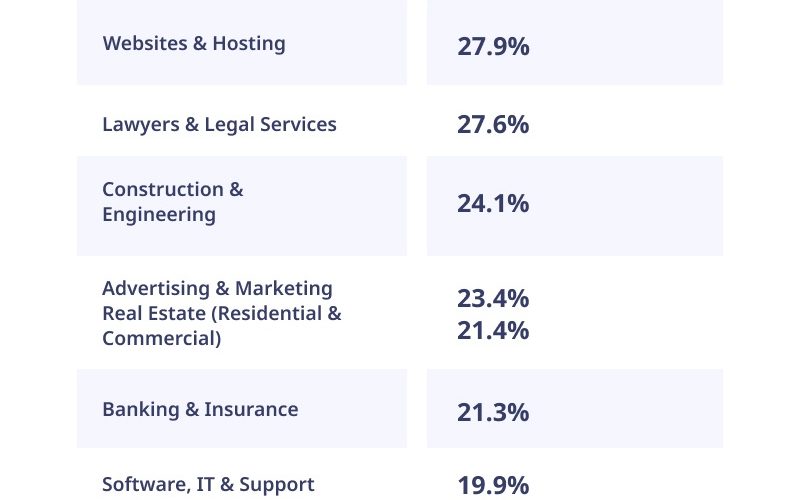 Websites & Hosting 27.9%
Lawyers & Legal Services 27.6%
Construction &
Engineering 24.1%
Advertising & Marketing 23.4%
Real Estate (Residential & 21.4%
Commercial)
Banking & Insurance 21.3%
Software, IT & Support 19.9%